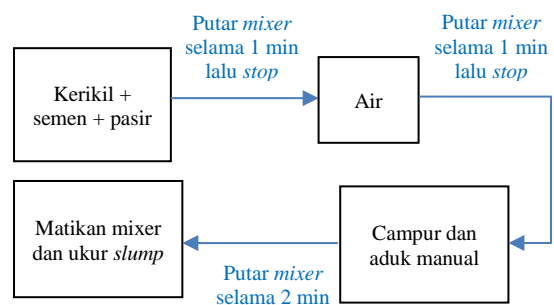 Putar mixer
selama 1 min
lalu stop
Putar mixer
selama 1 min
lalu stop
Kerikil +
semen + pasir
Air
Matikan mixer
dan ukur slump
Campur dan
aduk manual
Putar mixer
selama 2 min